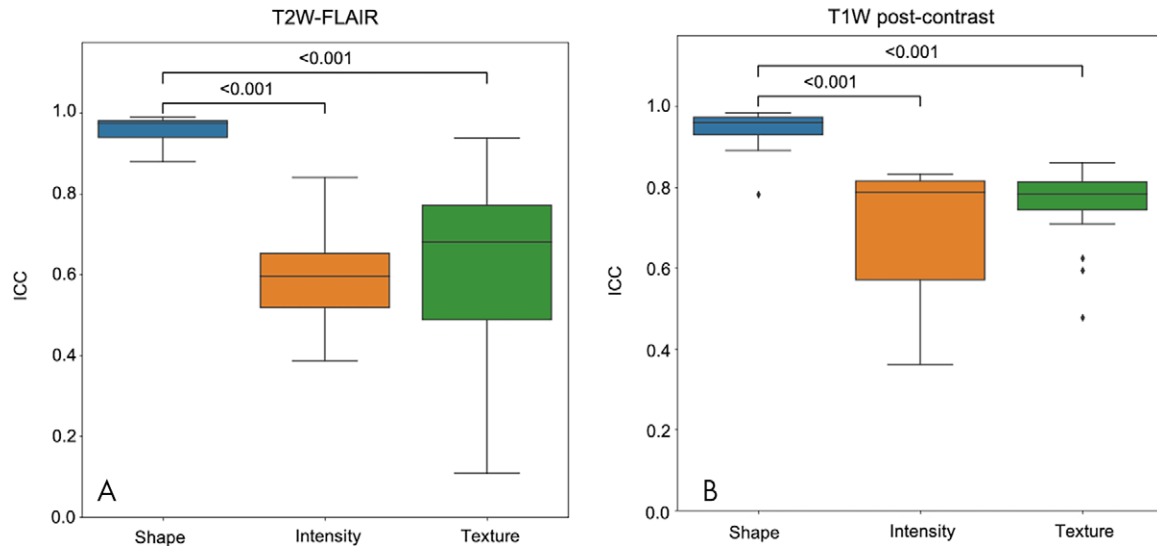 T2W-FLAIR
<0.001
<0.001
1.0
0.8
0.6
0.4
0.2
0.0
ICC
A
Shape
Intensity
Texture
T1W post-contrast
<0.001
<0.001
1.0
0.8
0.6
0.4
0.2
0.0
ICC
B
Shape
Intensity
Texture